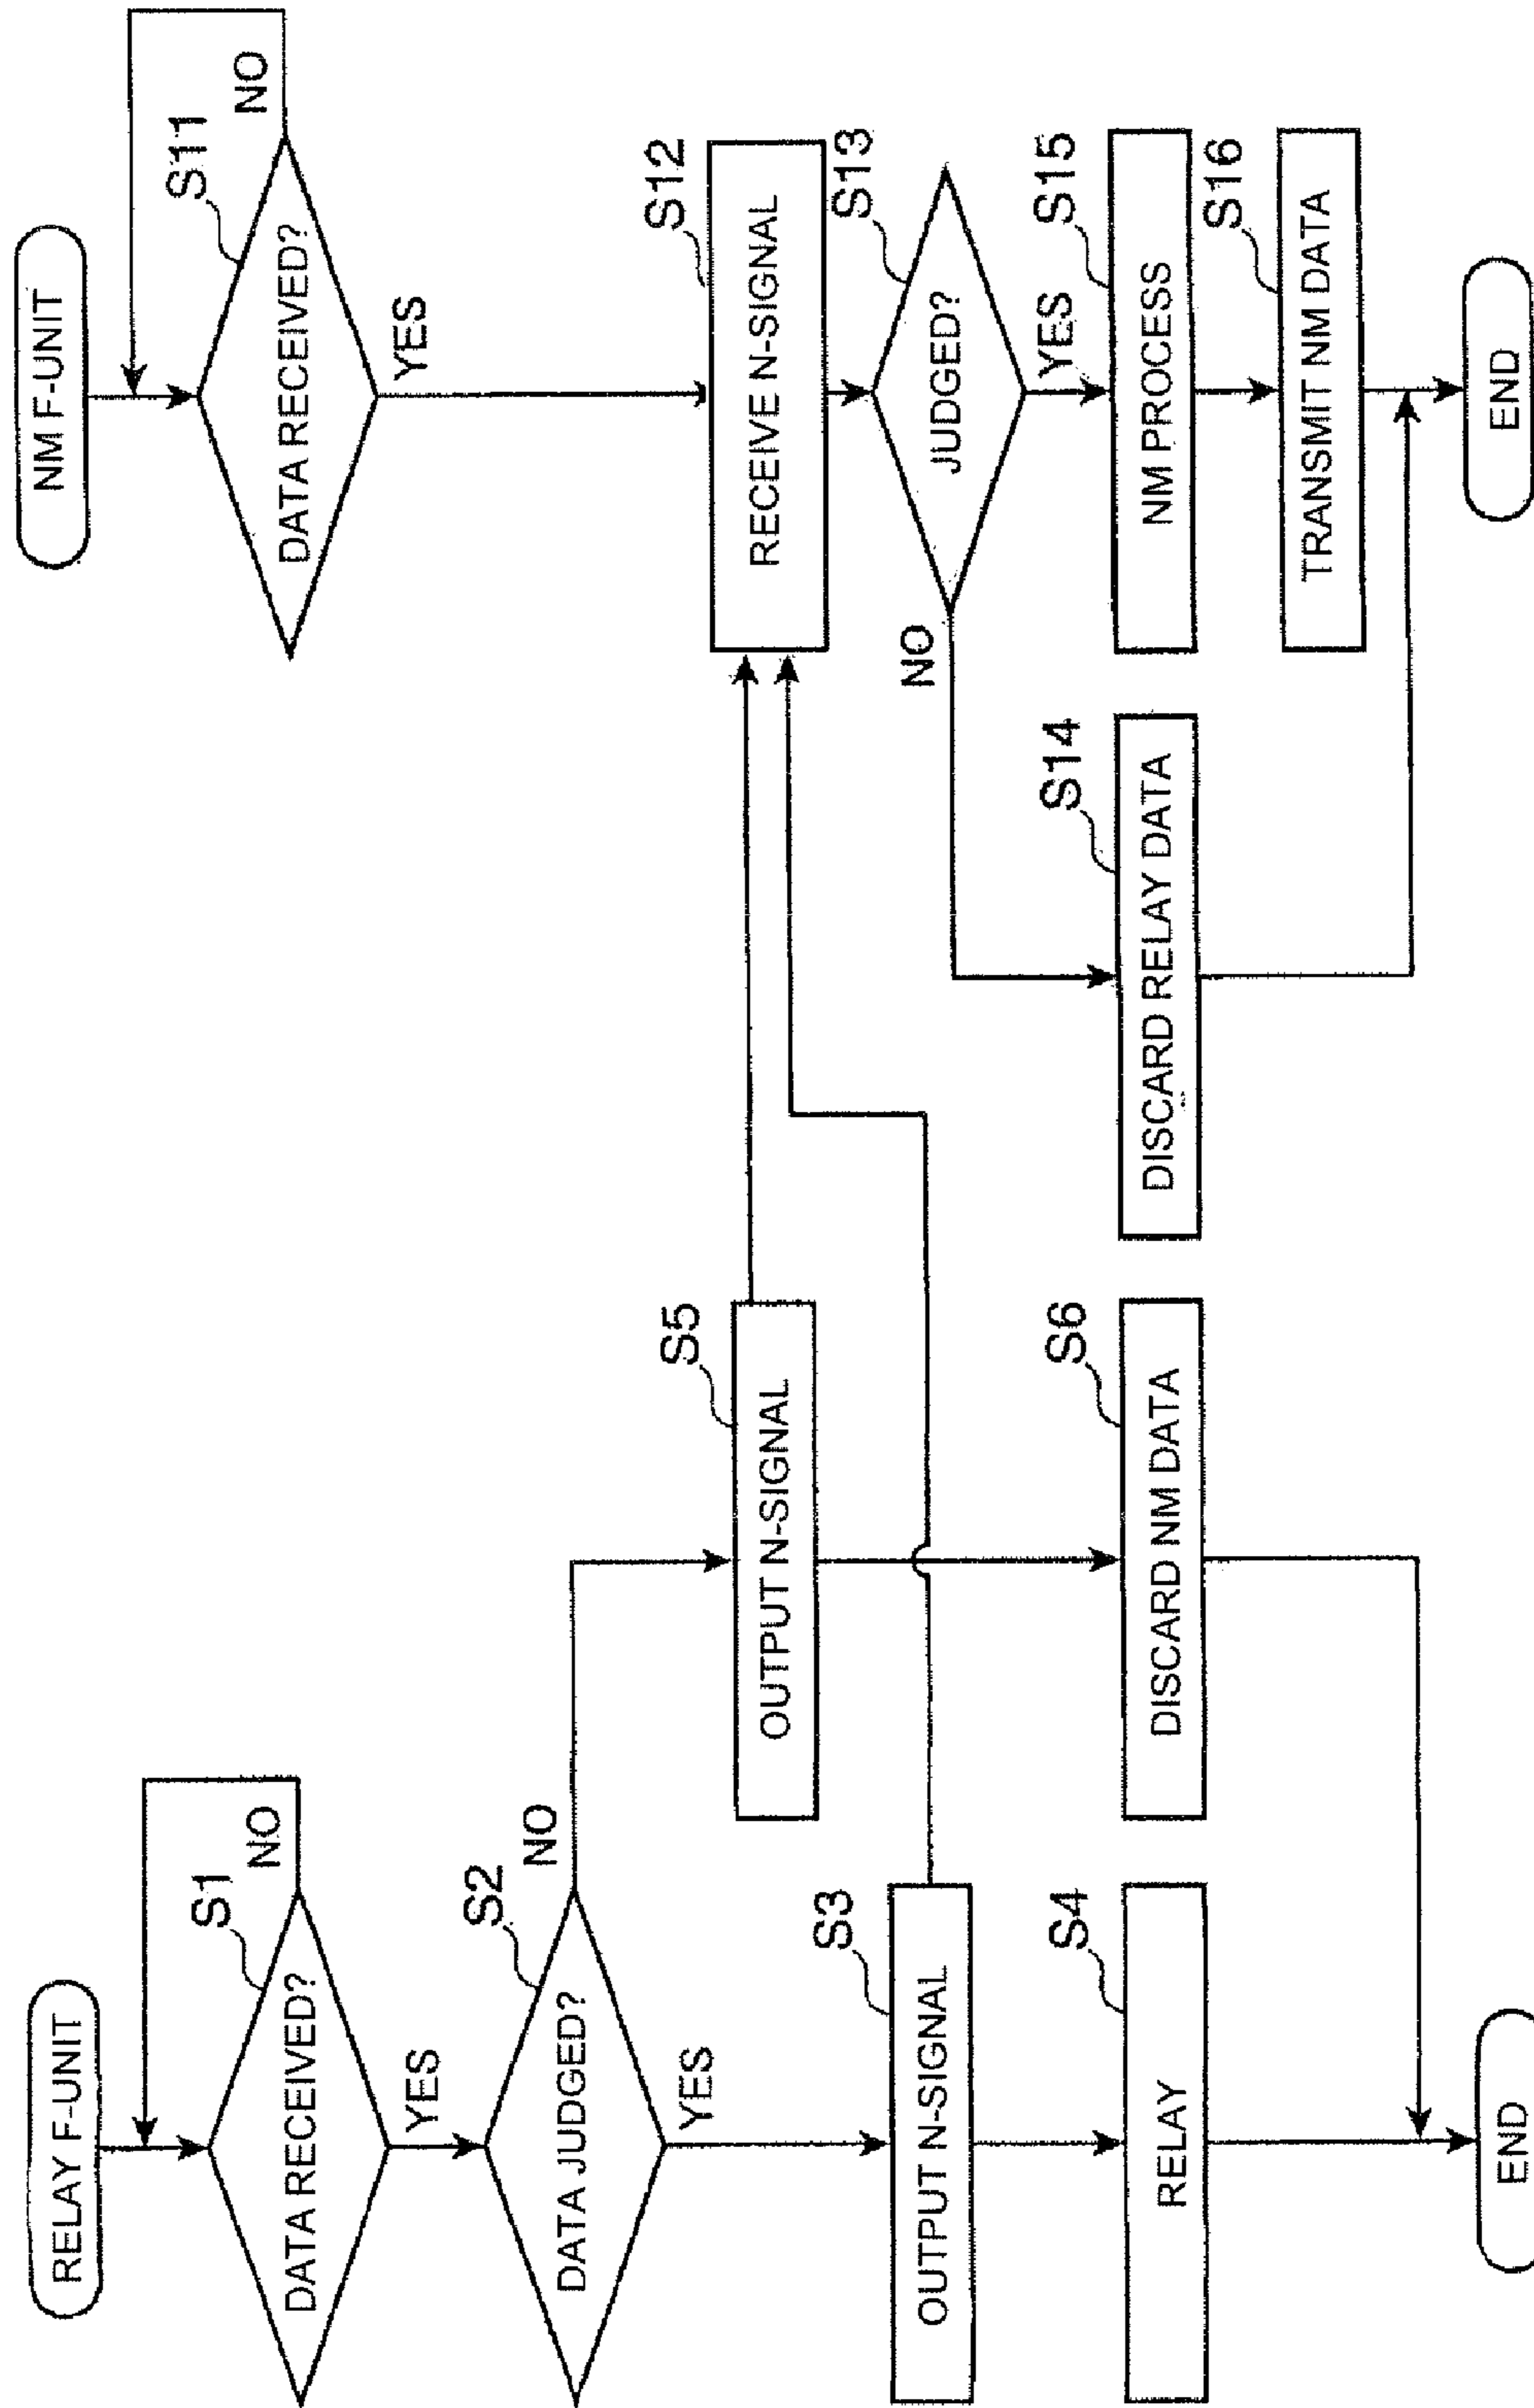 RELAY F-UNIT
S1
DATA RECEIVED?
NO
YES
S2
DATA JUDGED?
NO
YES
S3
OUTPUT N-SIGNAL
S4
RELAY
S5
OUTPUT N-SIGNAL
S6
DISCARD NM DATA
END
NM F-UNIT
S11
DATA RECEIVED?
NO
YES
S12
RECEIVE N-SIGNAL
S13
JUDGED?
NO
YES
S14
DISCARD RELAY DATA
S15
NM PROCESS
S16
TRANSMIT NM DATA
END